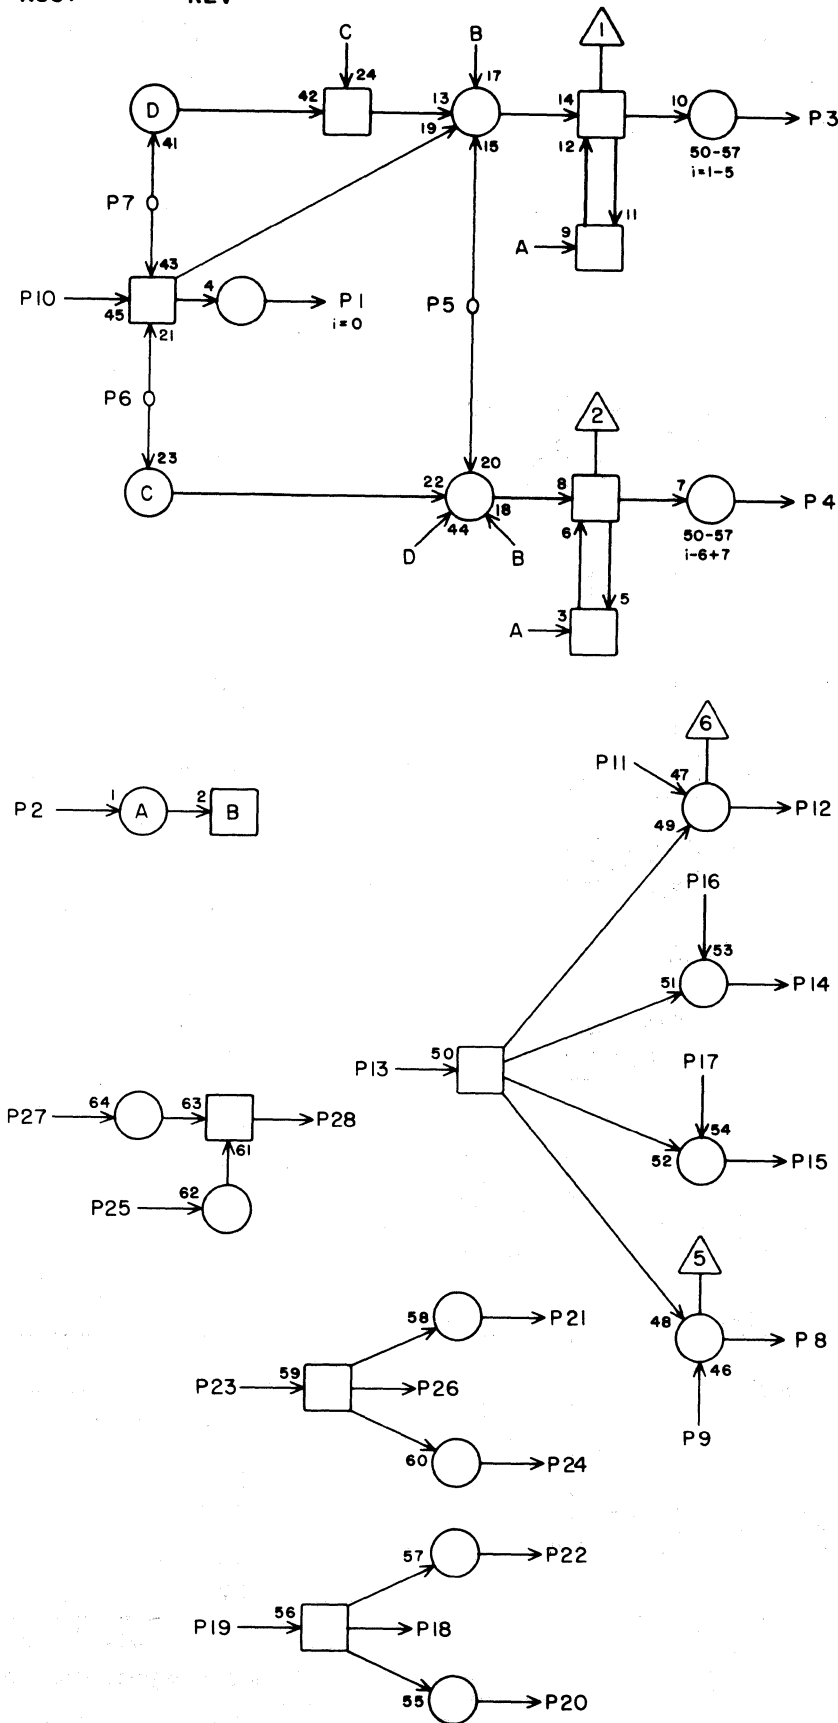 C B 1
24 17
D 42 13 14 10 P3
19 15 12 50-57
41 i=1-5
P7 11
A 9
43
P10 4 P1 P5
45 21 i=0
P6 2
23 20
C 22 8 7 P4
44 18 6 50-57
D B i-6+7
5
A 3
6
P11 47
P2 1 A 2 B P12
49
P16
53
51 P14
P13 50
P17
P27 64 63 P28 54
61 52 P15
P25 62
5
58 P21 48 P8
P23 59 P26 46
P9
60 P24
57 P22
P19 56 P18
55 P20